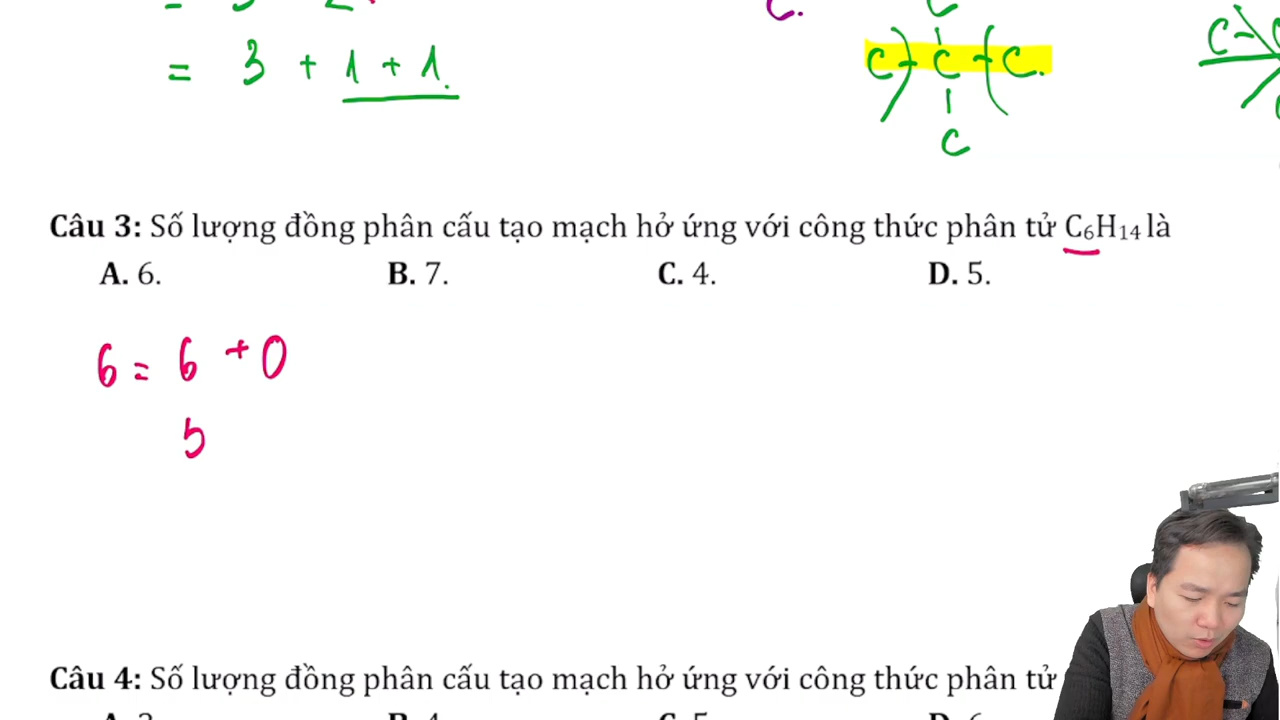 = 3 + 1 + 1.
C.
C - C - C.
C
Câu 3: Số lượng đồng phân cấu tạo mạch hở ứng với công thức phân tử C₆H₁₄ là
A. 6. B. 7. C. 4. D. 5.
6 = 6 + 0
5
Câu 4: Số lượng đồng phân cấu tạo mạch hở ứng với công thức phân tử